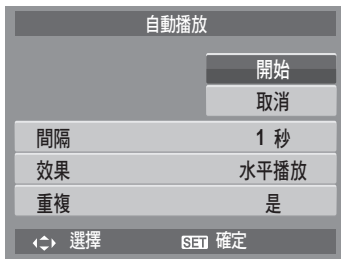 自動播放
開始
取消
間隔 1 秒
效果 水平播放
重複 是
選擇 SET 確定